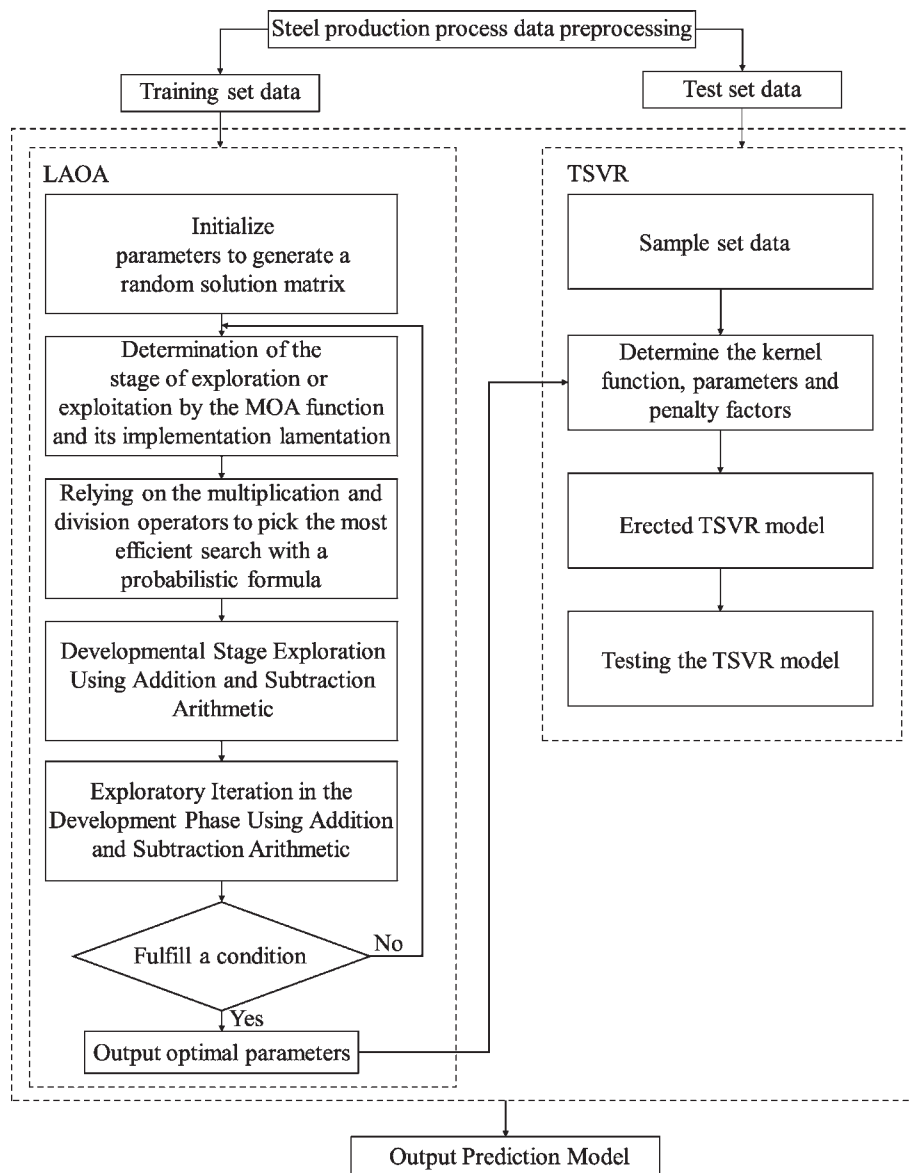 Steel production process data preprocessing
Training set data
Test set data
LAOA
Initialize
parameters to generate a
random solution matrix
Determination of the
stage of exploration or
exploitation by the MOA function
and its implementation lamentation
Relying on the multiplication and
division operators to pick the most
efficient search with a
probabilistic formula
Developmental Stage Exploration
Using Addition and Subtraction
Arithmetic
Exploratory Iteration in the
Development Phase Using Addition
and Subtraction Arithmetic
Fulfill a condition
No
Yes
Output optimal parameters
TSVR
Sample set data
Determine the kernel
function, parameters and
penalty factors
Erected TSVR model
Testing the TSVR model
Output Prediction Model